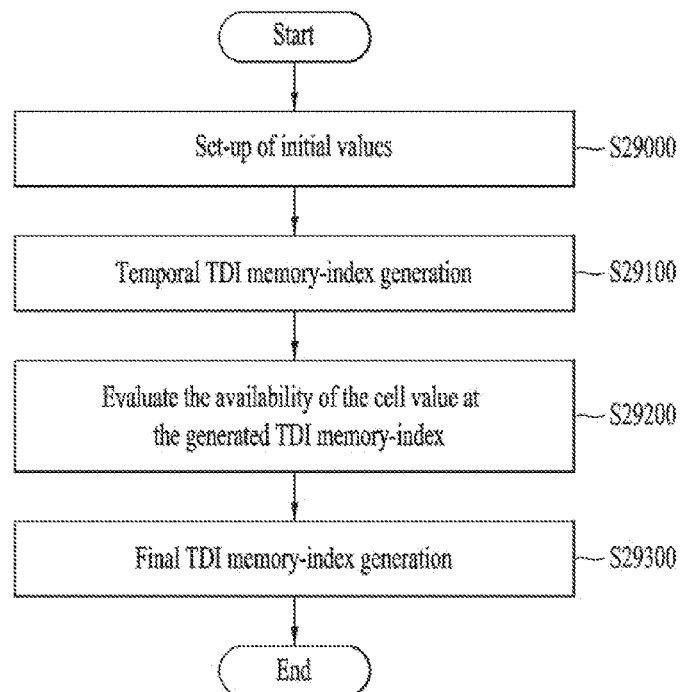 Start
Set-up of initial values
S29000
Temporal TDI memory-index generation
S29100
Evaluate the availability of the cell value at
the generated TDI memory-index
S29200
Final TDI memory-index generation
S29300
End